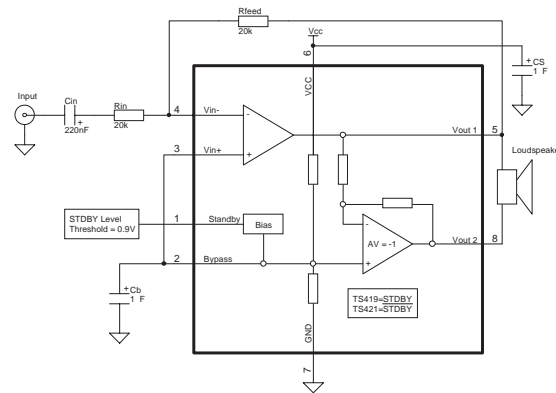 Rfeed
20k
Vcc
6
VCC
+ CS
1 F
Input
Cin
+
220nF
Rin
20k
4
Vin-
-
3
Vin+
+
Vout 1
5
Loudspeaker
STDBY Level
Threshold = 0.9V
1
Standby
Bias
-
AV = -1
+
Vout 2
8
2
Bypass
+ Cb
1 F
TS419=STDBY
TS421=STDBY
GND
7